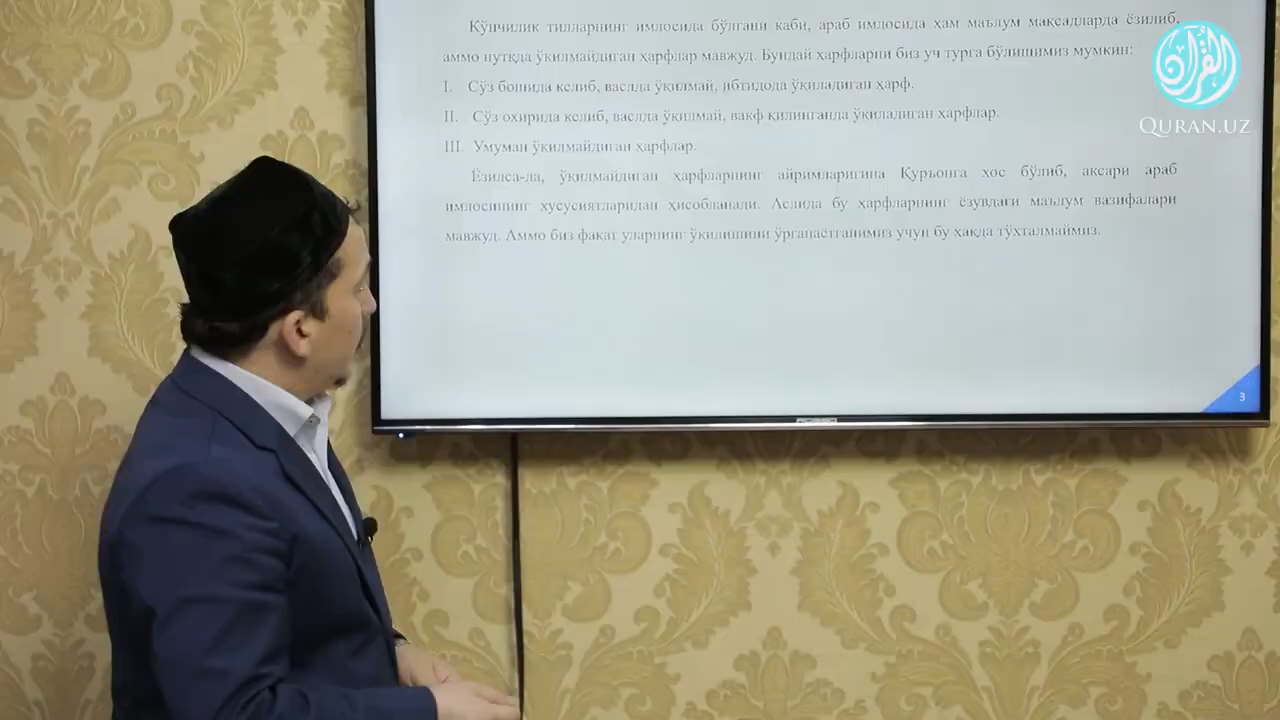 Кўпчилик тилларнинг имлосида бўлгани каби, араб имлосида ҳам маълум мақсадларда ёзилиб,
аммо нутқда ўқилмайдиган ҳарфлар мавжуд. Бундай ҳарфларни биз уч турга бўлишимиз мумкин:
I. Сўз бошида келиб, васлда ўқилмай, ибтидода ўқиладиган ҳарф.
II. Сўз охирида келиб, васлда ўқилмай, вақф қилинганда ўқиладиган ҳарфлар.
III. Умуман ўқилмайдиган ҳарфлар.
Ёзилса-да, ўқилмайдиган ҳарфларнинг айримларигина Қуръонга хос бўлиб, аксари араб
имлосининг хусусиятларидан ҳисобланади. Аслида бу ҳарфларнинг ёзувдаги маълум вазифалари
мавжуд. Аммо биз фақат уларнинг ўқилишини ўрганаётганимиз учун бу ҳақда тўхталмаймиз.
3
القرآن
QURAN.UZ